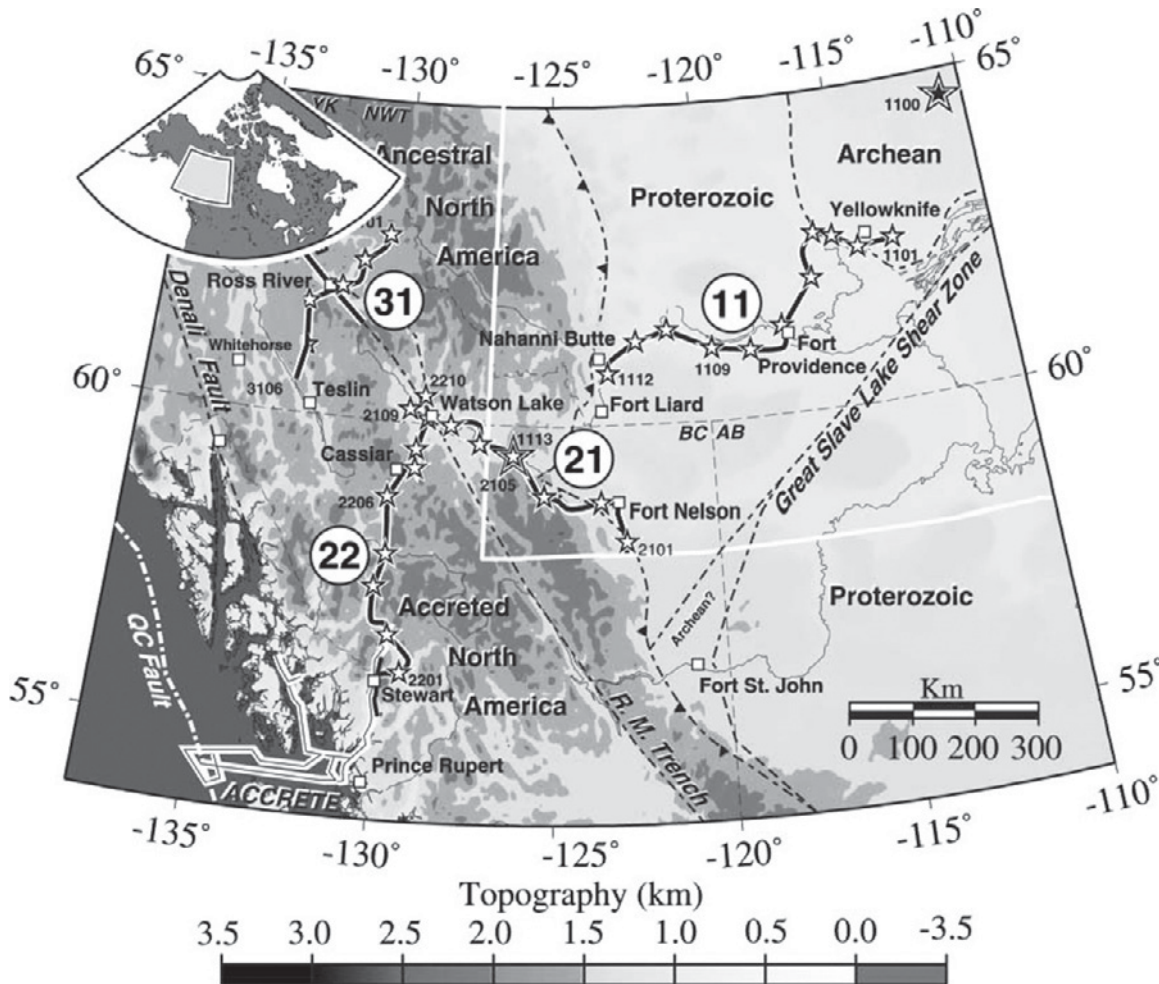 -135°
-130°
-125°
-120°
-115°
-110°
65°
65°
YK
NWT
1100
Ancestral
North
America
Archean
Proterozoic
Yellowknife
1101
Ross River
31
11
Denali Fault
Whitehorse
Nahanni Butte
Fort
Providence
1109
1112
Great Slave Lake Shear Zone
60°
60°
3106
Teslin
2210
2109
Watson Lake
Fort Liard
BC
AB
1113
Cassiar
21
2105
2206
Fort Nelson
2101
22
Accreted
North
America
Archean?
Proterozoic
QC Fault
2201
Stewart
Fort St. John
55°
55°
R. M. Trench
Km
0
100
200
300
Prince Rupert
ACCRETE
-135°
-130°
-125°
-120°
-115°
-110°
Topography (km)
3.5
3.0
2.5
2.0
1.5
1.0
0.5
0.0
-3.5